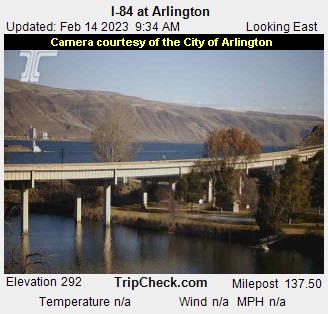 I-84 at Arlington
Updated: Feb 14 2023 9:34 AM Looking East
Camera courtesy of the City of Arlington
Elevation 292 TripCheck.com Milepost 137.50
Temperature n/a Wind n/a MPH n/a